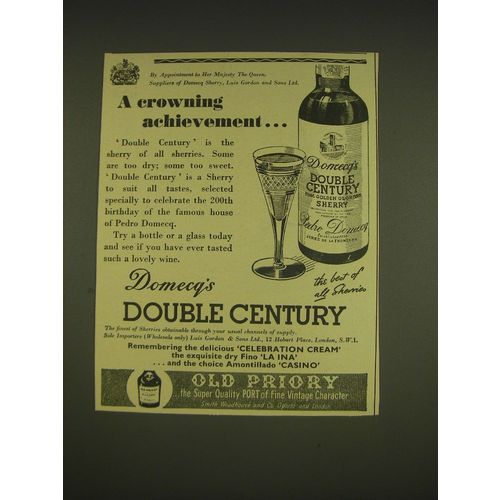 By Appointment to Her Majesty The Queen.
Suppliers of Domecq Sherry, Luis Gordon and Sons Ltd.
A crowning
achievement...
'Double Century' is the
sherry of all sherries. Some
are too dry; some too sweet.
'Double Century' is a Sherry
to suit all tastes, selected
specially to celebrate the 200th
birthday of the famous house
of Pedro Domecq.
Try a bottle or a glass today
and see if you have ever tasted
such a lovely wine.
Domecq's
DOUBLE
CENTURY
SHERRY
Pedro Domecq
the best of
all Sherries
Domecq's
DOUBLE CENTURY
The finest of Sherries obtainable through your usual channels of supply.
Sole Importers (Wholesale only) Luis Gordon & Sons Ltd., 12 Hobart Place, London, S.W.1.
Remembering the delicious 'CELEBRATION CREAM'
the exquisite dry Fino 'LA INA'
...and the choice Amontillado 'CASINO'
OLD PRIORY
...the Super Quality PORT of Fine Vintage Character
Smith Woodhouse and Co. Oporto and London